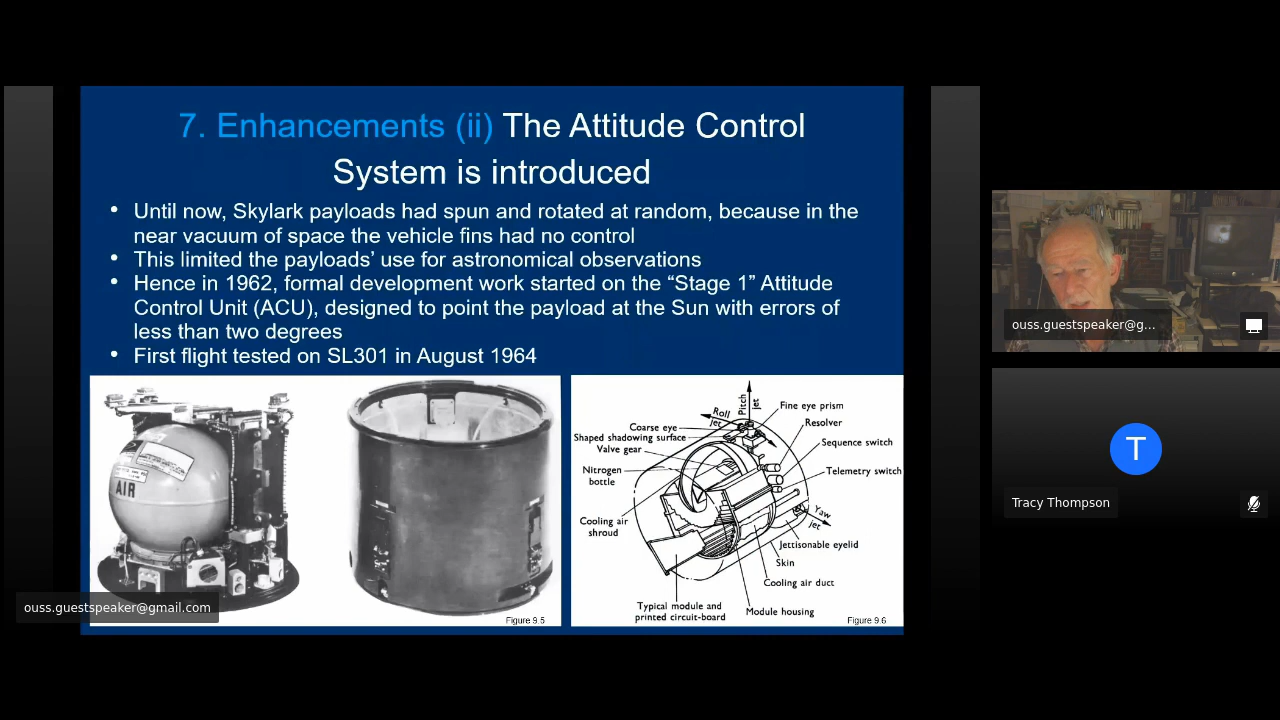 7. Enhancements (ii) The Attitude Control
System is introduced
• Until now, Skylark payloads had spun and rotated at random, because in the
near vacuum of space the vehicle fins had no control
• This limited the payloads’ use for astronomical observations
• Hence in 1962, formal development work started on the “Stage 1” Attitude
Control Unit (ACU), designed to point the payload at the Sun with errors of
less than two degrees
• First flight tested on SL301 in August 1964
AIR
Figure 9.5
Roll
jet
Pitch
jet
Fine eye prism
Resolver
Sequence switch
Telemetry switch
Coarse eye
Shaped shadowing surface
Valve gear
Nitrogen
bottle
Cooling air
shroud
Yaw
jet
Jettisonable eyelid
Skin
Cooling air duct
Module housing
Typical module and
printed circuit-board
Figure 9.6
ouss.guestspeaker@gmail.com
ouss.guestspeaker@g...
T
Tracy Thompson